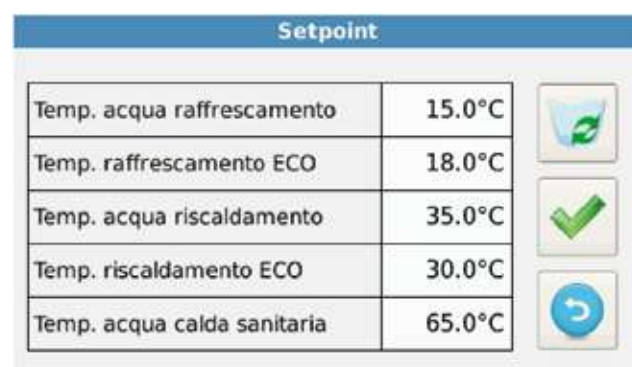 Setpoint
Temp. acqua raffrescamento 15.0°C
Temp. raffrescamento ECO 18.0°C
Temp. acqua riscaldamento 35.0°C
Temp. riscaldamento ECO 30.0°C
Temp. acqua calda sanitaria 65.0°C